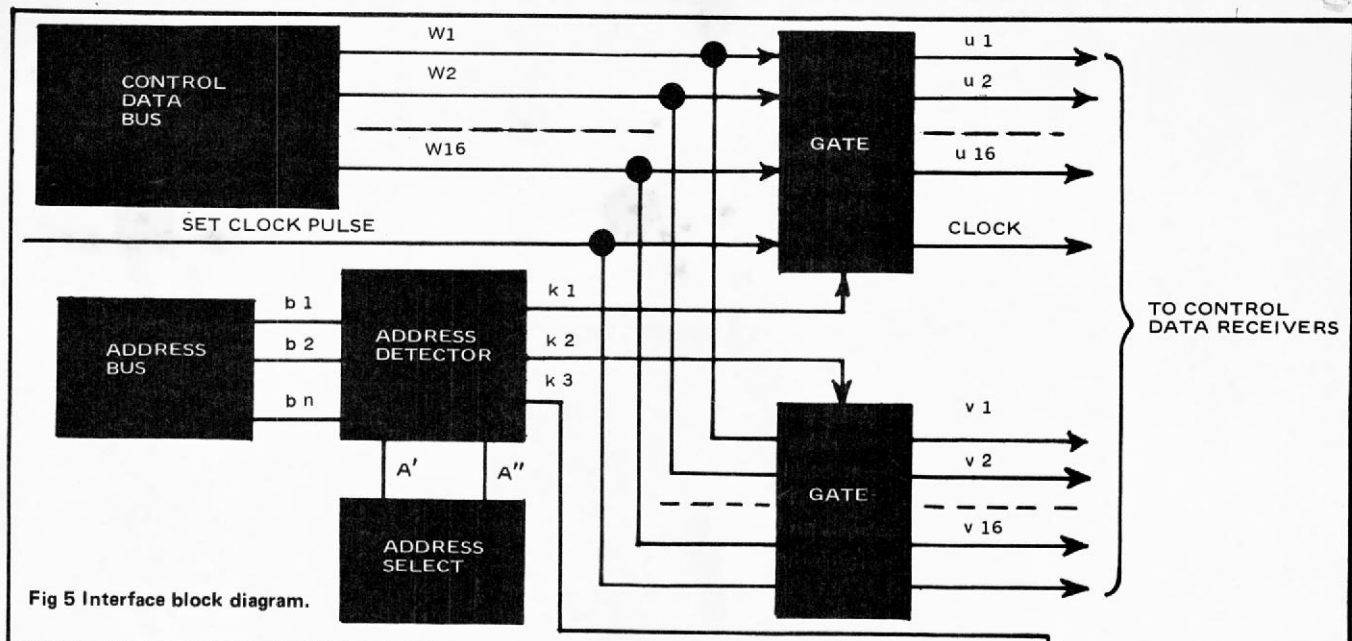 CONTROL
DATA
BUS
W1
W2
W16
SET CLOCK PULSE
GATE
u 1
u 2
u 16
CLOCK
ADDRESS
BUS
b 1
b 2
b n
ADDRESS
DETECTOR
k 1
k 2
k 3
A'
A''
ADDRESS
SELECT
GATE
v 1
v 2
v 16
TO CONTROL
DATA RECEIVERS
Fig 5 Interface block diagram.